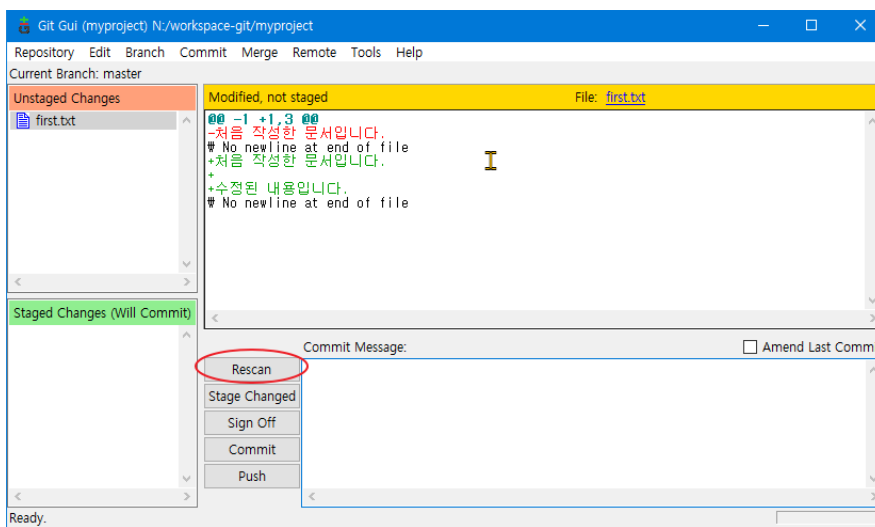 Git Gui (myproject) N:/workspace-git/myproject
Repository Edit Branch Commit Merge Remote Tools Help
Current Branch: master
Unstaged Changes
first.txt
Modified, not staged File: first.txt
@@ -1 +1,3 @@
-처음 작성한 문서입니다.
₩ No newline at end of file
+처음 작성한 문서입니다.
+
+수정된 내용입니다.
₩ No newline at end of file
Staged Changes (Will Commit)
Commit Message:
Amend Last Comm
Rescan
Stage Changed
Sign Off
Commit
Push
Ready.